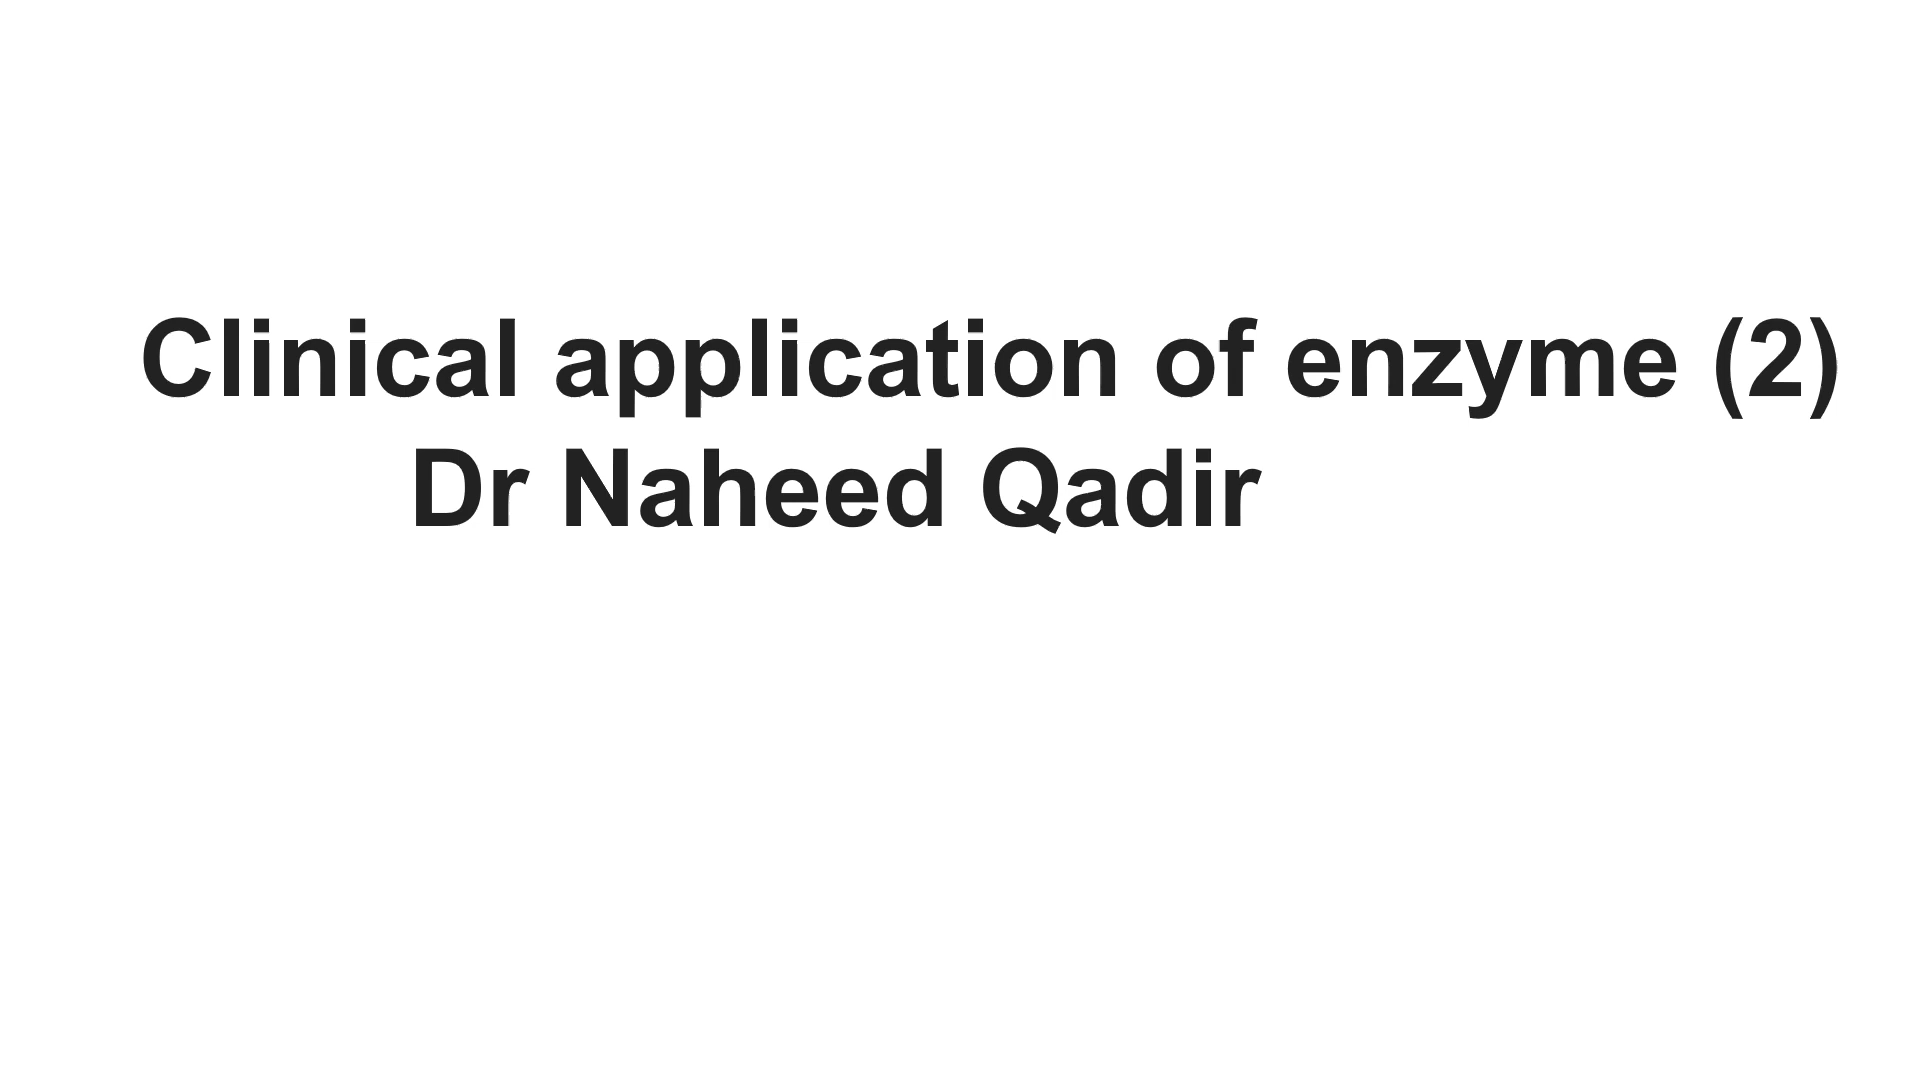 Clinical application of enzyme (2)
Dr Naheed Qadir